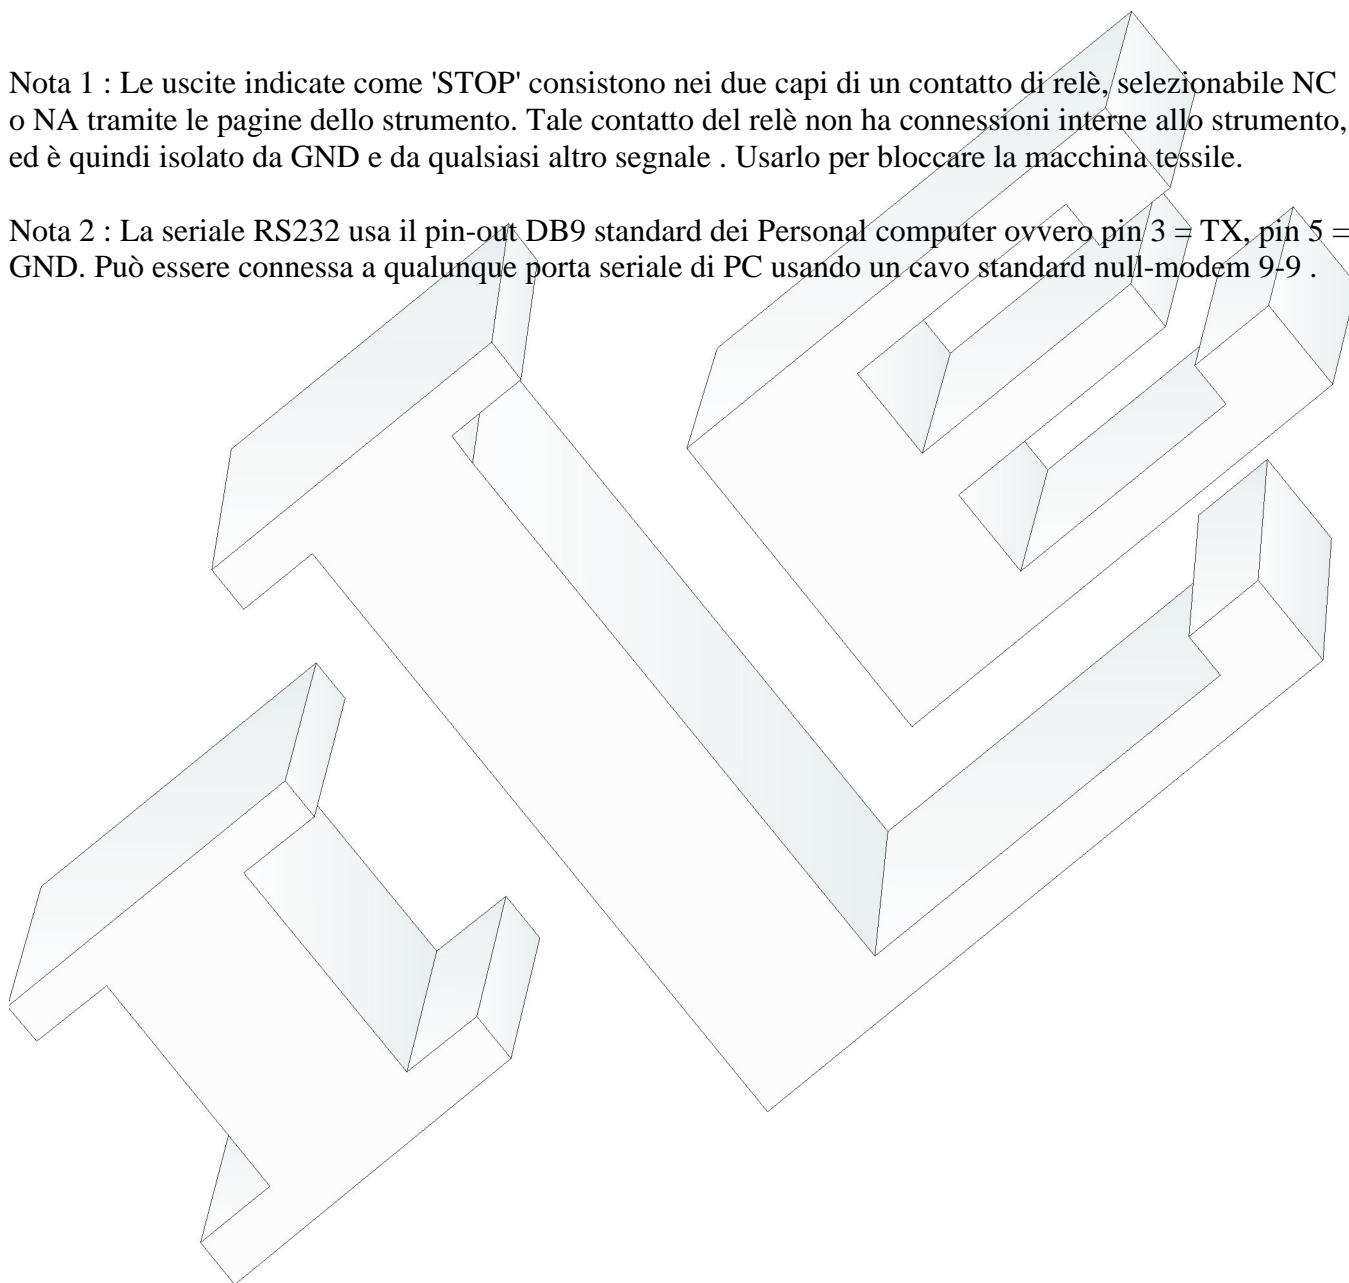 Nota 1 : Le uscite indicate come 'STOP' consistono nei due capi di un contatto di relè, selezionabile NC
o NA tramite le pagine dello strumento. Tale contatto del relè non ha connessioni interne allo strumento,
ed è quindi isolato da GND e da qualsiasi altro segnale . Usarlo per bloccare la macchina tessile.
Nota 2 : La seriale RS232 usa il pin-out DB9 standard dei Personal computer ovvero pin 3 = TX, pin 5 =
GND. Può essere connessa a qualunque porta seriale di PC usando un cavo standard null-modem 9-9 .